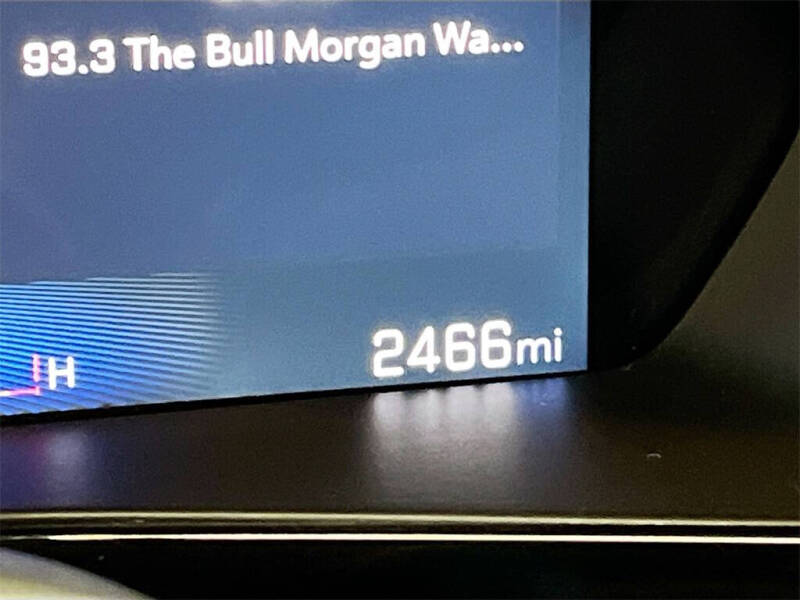 93.3 The Bull Morgan Wa...
2466mi
H